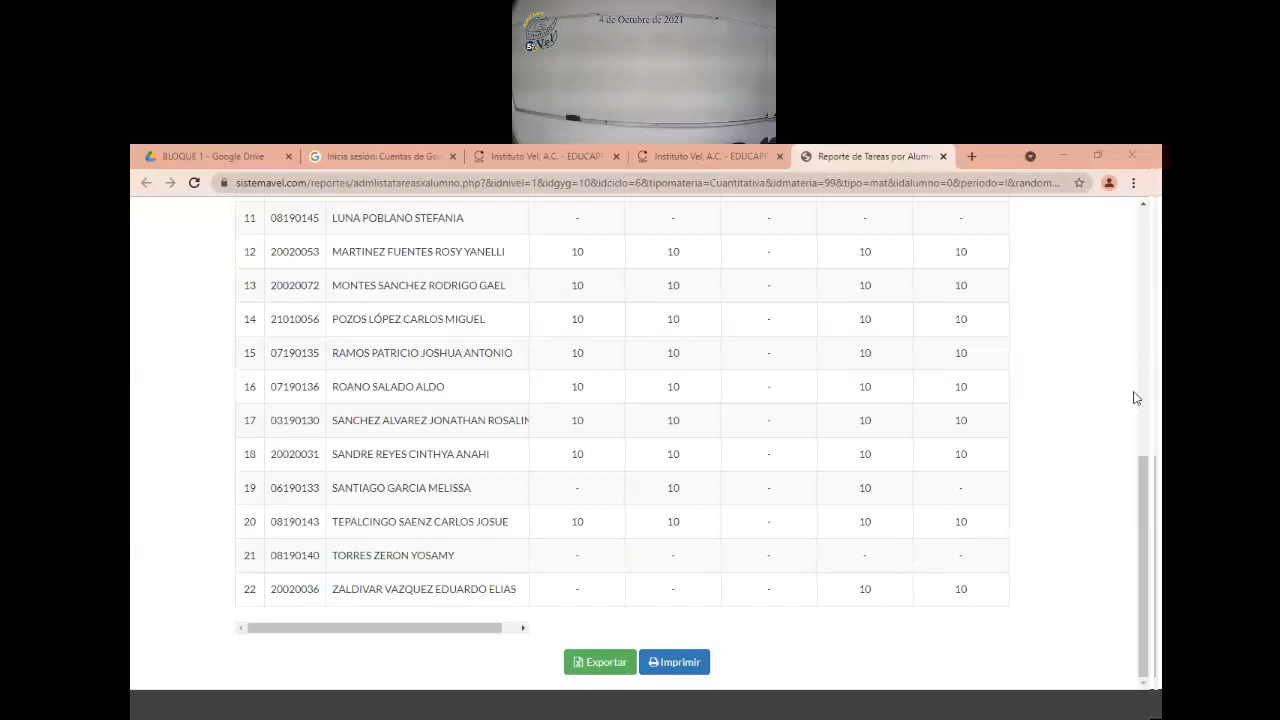 4 de Octubre de 2021
Instituto
VeL
BLOQUE 1 - Google Drive
Inicia sesión: Cuentas de Go
Instituto Vel, A.C. - EDUCAP
Instituto Vel, A.C. - EDUCAP
Reporte de Tareas por Alum
sistemavel.com/reportes/admlistatareasxalumno.php?&idnivel=1&idgyg=10&idciclo=6&tipomateria=Cuantitativa&idmateria=99&tipo=mat&idalumno=0&periodo=I&random...
11 08190145 LUNA POBLANO STEFANIA - - - - -
12 20020053 MARTINEZ FUENTES ROSY YANELLI 10 10 - 10 10
13 20020072 MONTES SANCHEZ RODRIGO GAEL 10 10 - 10 10
14 21010056 POZOS LÓPEZ CARLOS MIGUEL 10 10 - 10 10
15 07190135 RAMOS PATRICIO JOSHUA ANTONIO 10 10 - 10 10
16 07190136 ROANO SALADO ALDO 10 10 - 10 10
17 03190130 SANCHEZ ALVAREZ JONATHAN ROSALIN 10 10 - 10 10
18 20020031 SANDRE REYES CINTHYA ANAHI 10 10 - 10 10
19 06190133 SANTIAGO GARCIA MELISSA - 10 - 10 -
20 08190143 TEPALCINGO SAENZ CARLOS JOSUE 10 10 - 10 10
21 08190140 TORRES ZERON YOSAMY - - - - -
22 20020036 ZALDIVAR VAZQUEZ EDUARDO ELIAS - - - 10 10
Exportar
Imprimir